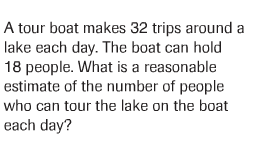 A tour boat makes 32 trips around a
lake each day. The boat can hold
18 people. What is a reasonable
estimate of the number of people
who can tour the lake on the boat
each day?